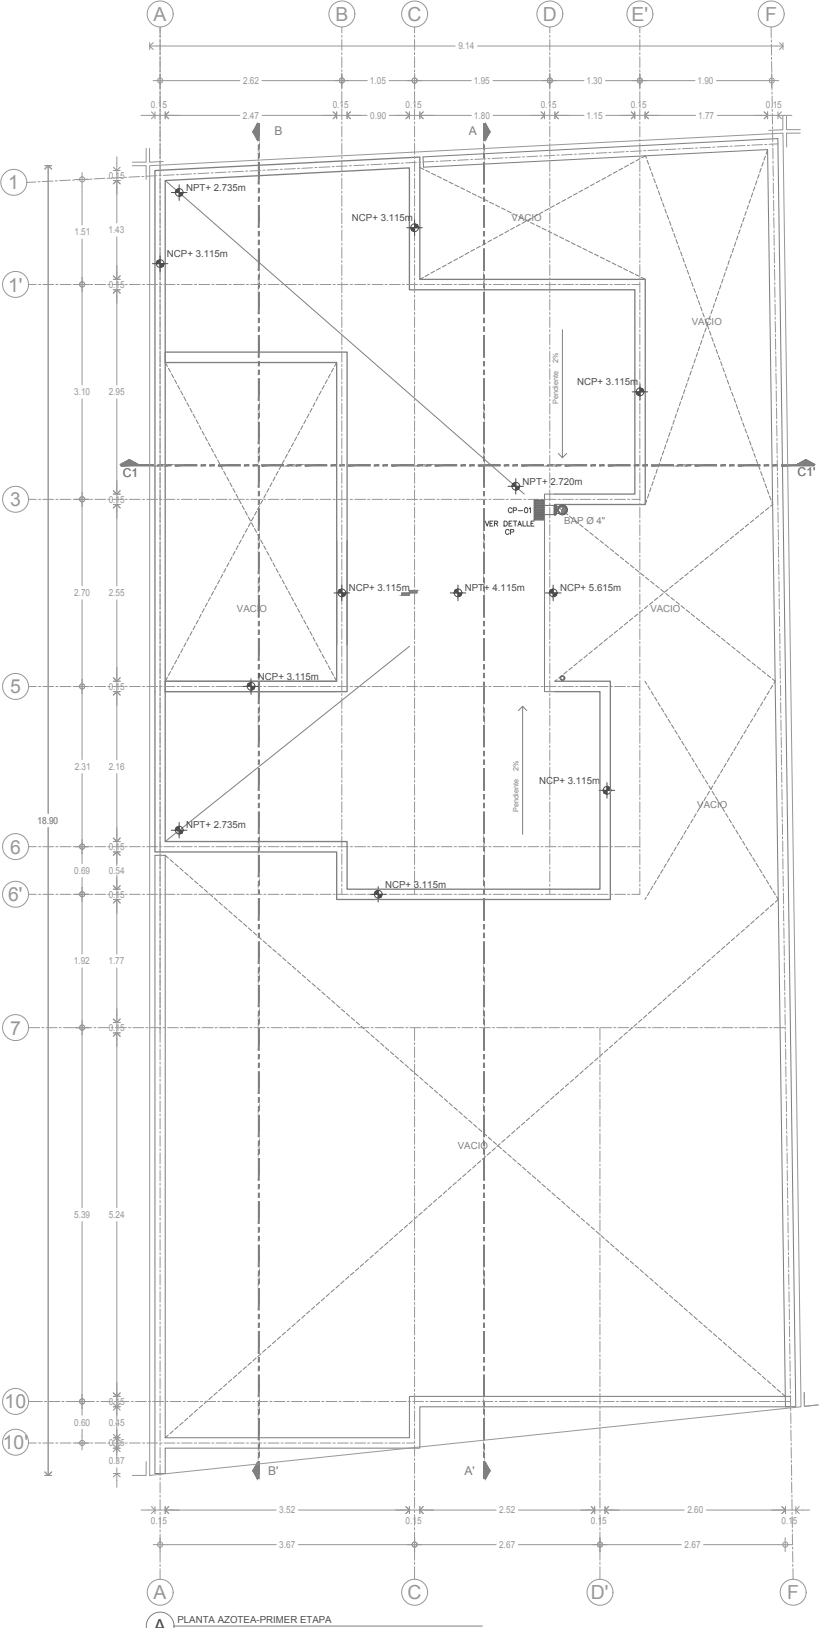 A B C D E' F
9.14
2.62 1.05 1.95 1.30 1.90
0.15 0.15 0.15 0.15 0.15
2.47 0.90 1.80 1.15 1.77
B A
1
NPT+ 2.735m
NCP+ 3.115m
VACIO
1.51 1.43
NCP+ 3.115m
1'
VACIO
Pendiente 2%
NCP+ 3.115m
3.10 2.95
C1 C1'
NPT+ 2.720m
3
CP-01
BAP Ø 4"
VER DETALLE
CP
NCP+ 3.115m NPT+ 4.115m NCP+ 5.615m
2.70 2.55
VACIO VACIO
NCP+ 3.115m
5
2.31 2.16
Pendiente 2%
NCP+ 3.115m
VACIO
18.90
NPT+ 2.735m
6
0.69 0.54
NCP+ 3.115m
6'
1.92 1.77
7
VACIO
5.39 5.24
10
0.60 0.45
10'
0.37
B' A'
3.52 2.52 2.60
0.15 0.15 0.15 0.15
3.67 2.67 2.67
A C D' F
A PLANTA AZOTEA-PRIMER ETAPA